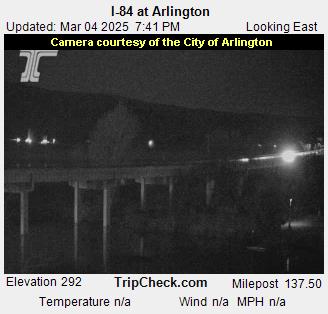 I-84 at Arlington
Updated: Mar 04 2025 7:41 PM Looking East
Camera courtesy of the City of Arlington
Elevation 292 TripCheck.com Milepost 137.50
Temperature n/a Wind n/a MPH n/a